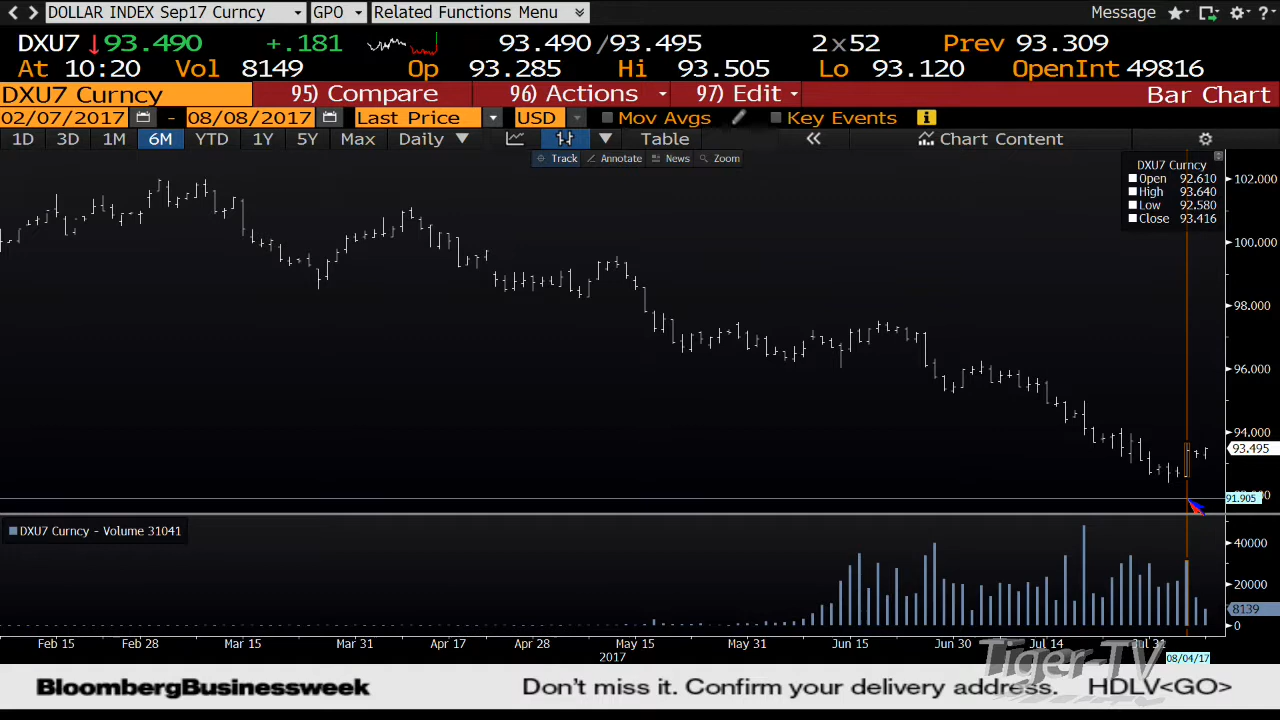 DOLLAR INDEX Sep17 Curncy GPO Related Functions Menu Message
DXU7 93.490 +.181 93.490/93.495 2x52 Prev 93.309
At 10:20 Vol 8149 Op 93.285 Hi 93.505 Lo 93.120 OpenInt 49816
DXU7 Curncy 95) Compare 96) Actions 97) Edit Bar Chart
02/07/2017 - 08/08/2017 Last Price USD Mov Avgs Key Events
1D 3D 1M 6M YTD 1Y 5Y Max Daily Table Chart Content
Track Annotate News Zoom
DXU7 Curncy
Open 92.610
High 93.640
Low 92.580
Close 93.416
102.000
100.000
98.000
96.000
94.000
93.495
91.905
DXU7 Curncy - Volume 31041
40000
20000
8139
0
Feb 15 Feb 28 Mar 15 Mar 31 Apr 17 Apr 28 May 15 May 31 Jun 15 Jun 30 Jul 14 Jul 31
2017
08/04/17
Tiger-TV
BloombergBusinessweek Don't miss it. Confirm your delivery address. HDLV<GO>